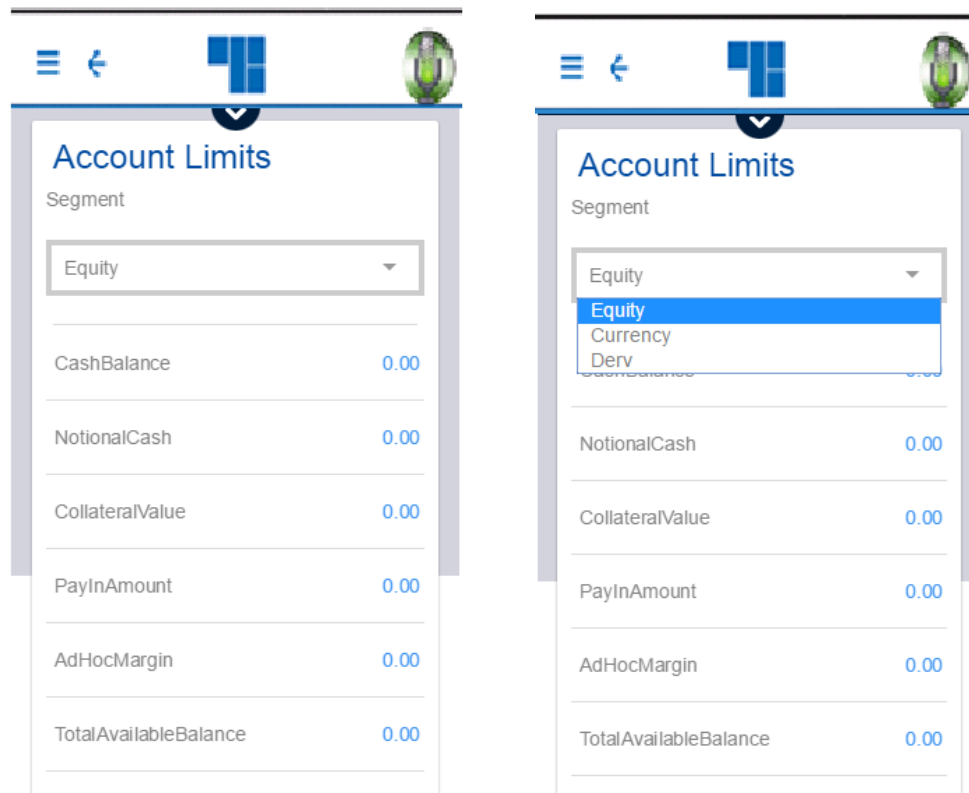 Account Limits
Segment
Equity
CashBalance 0.00
NotionalCash 0.00
CollateralValue 0.00
PayInAmount 0.00
AdHocMargin 0.00
TotalAvailableBalance 0.00
Account Limits
Segment
Equity
Equity
Currency
Derv
NotionalCash 0.00
CollateralValue 0.00
PayInAmount 0.00
AdHocMargin 0.00
TotalAvailableBalance 0.00